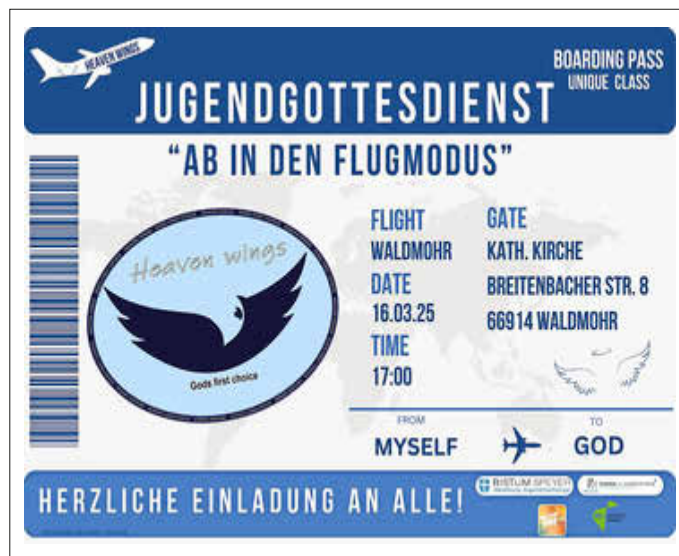 HEAVEN WINGS
BOARDING PASS
UNIQUE CLASS
JUGENDGOTTESDIENST
“AB IN DEN FLUGMODUS”
Heaven wings
Gods first choice
FLIGHT
WALDMOHR
DATE
16.03.25
TIME
17:00
GATE
KATH. KIRCHE
BREITENBACHER STR. 8
66914 WALDMOHR
FROM
MYSELF
TO
GOD
HERZLICHE EINLADUNG AN ALLE!
BISTUM SPEYER